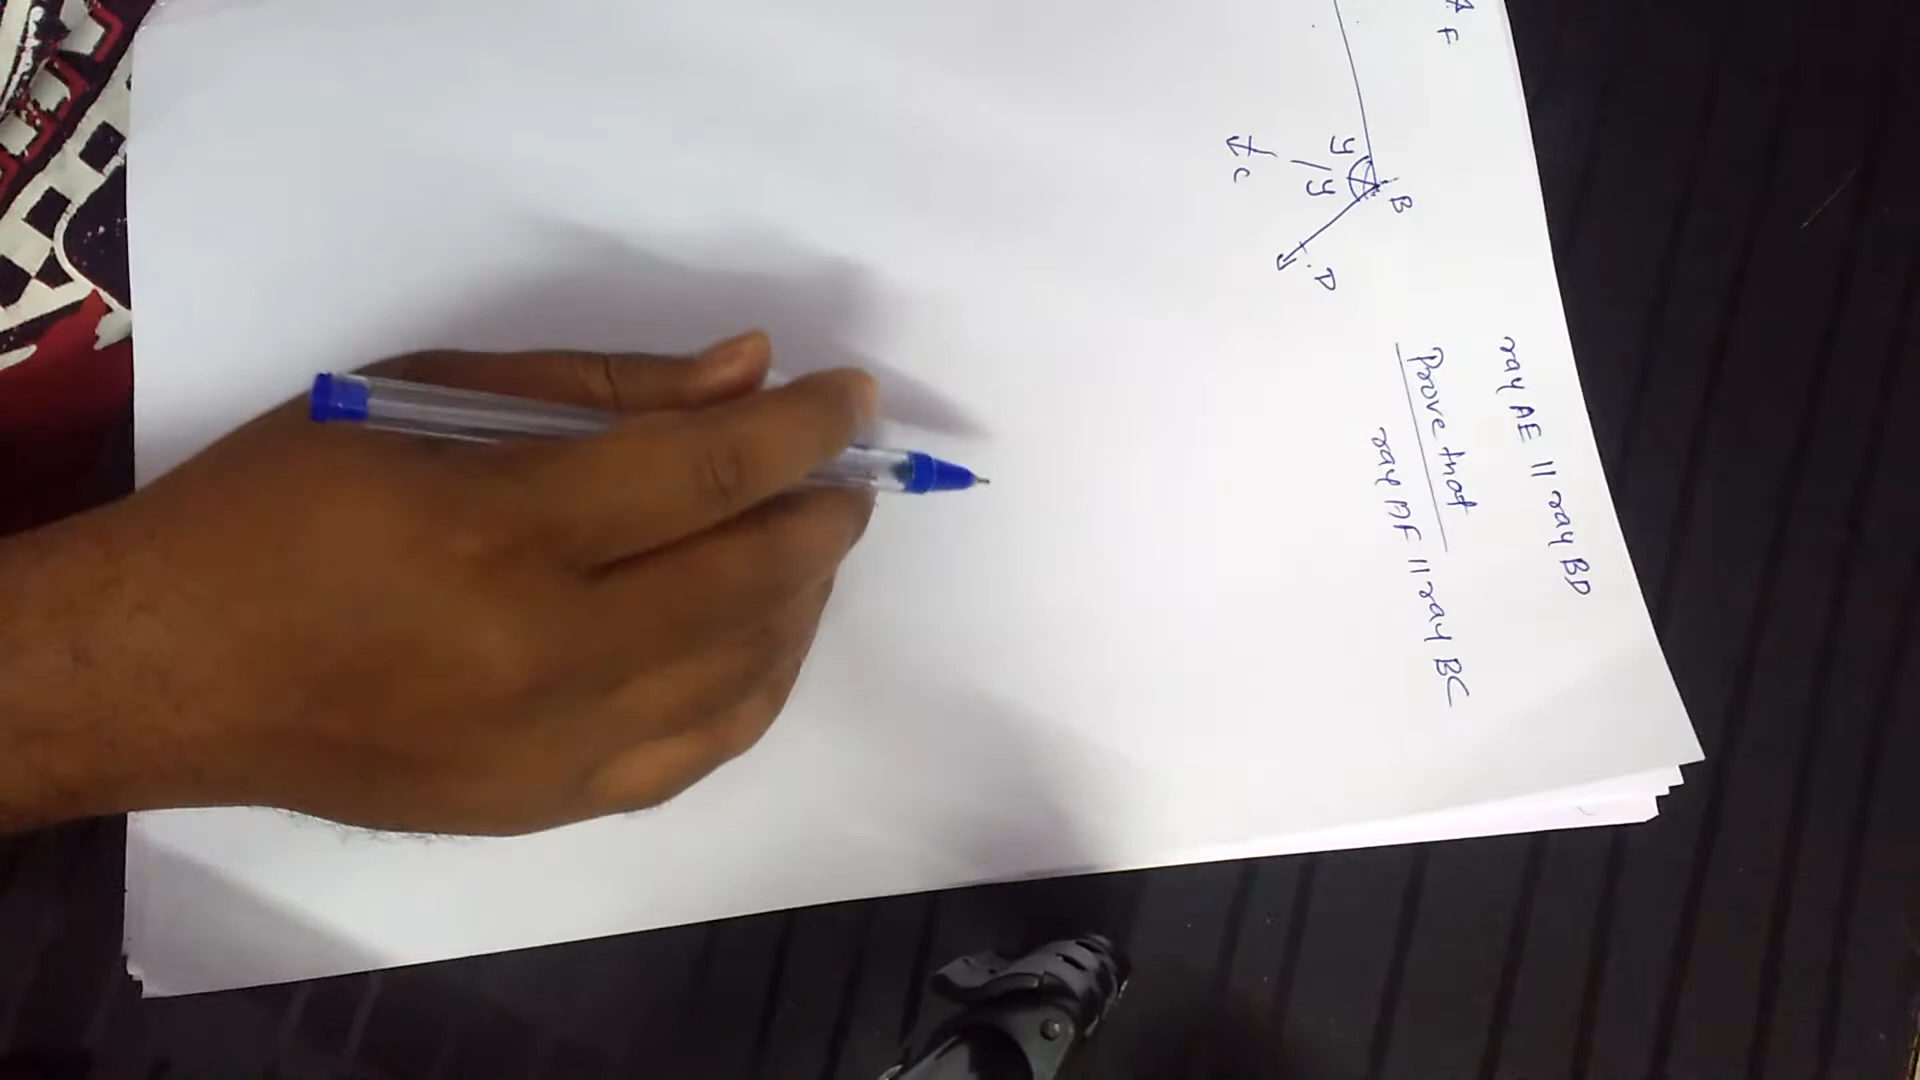 A F
ray AE || ray BD
Prove that
ray AF || ray BC
B
y
y
C
D